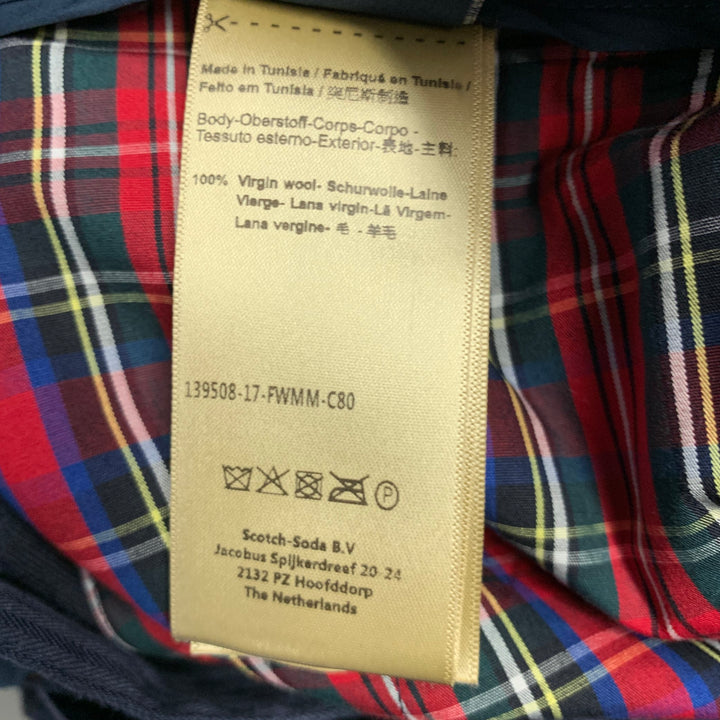 Made in Tunisia / Fabriqué en Tunisie /
Feito em Tunisia / 突尼斯制造
Body-Oberstoff-Corps-Corpo -
Tessuto esterno-Exterior-表地-主料:
100% Virgin wool- Schurwolle-Laine
Vierge- Lana virgin-Lã Virgem-
Lana vergine- 毛 - 羊毛
139508-17-FWMM-C80
P
Scotch-Soda B.V
Jacobus Spijkerdreef 20-24
2132 PZ Hoofddorp
The Netherlands